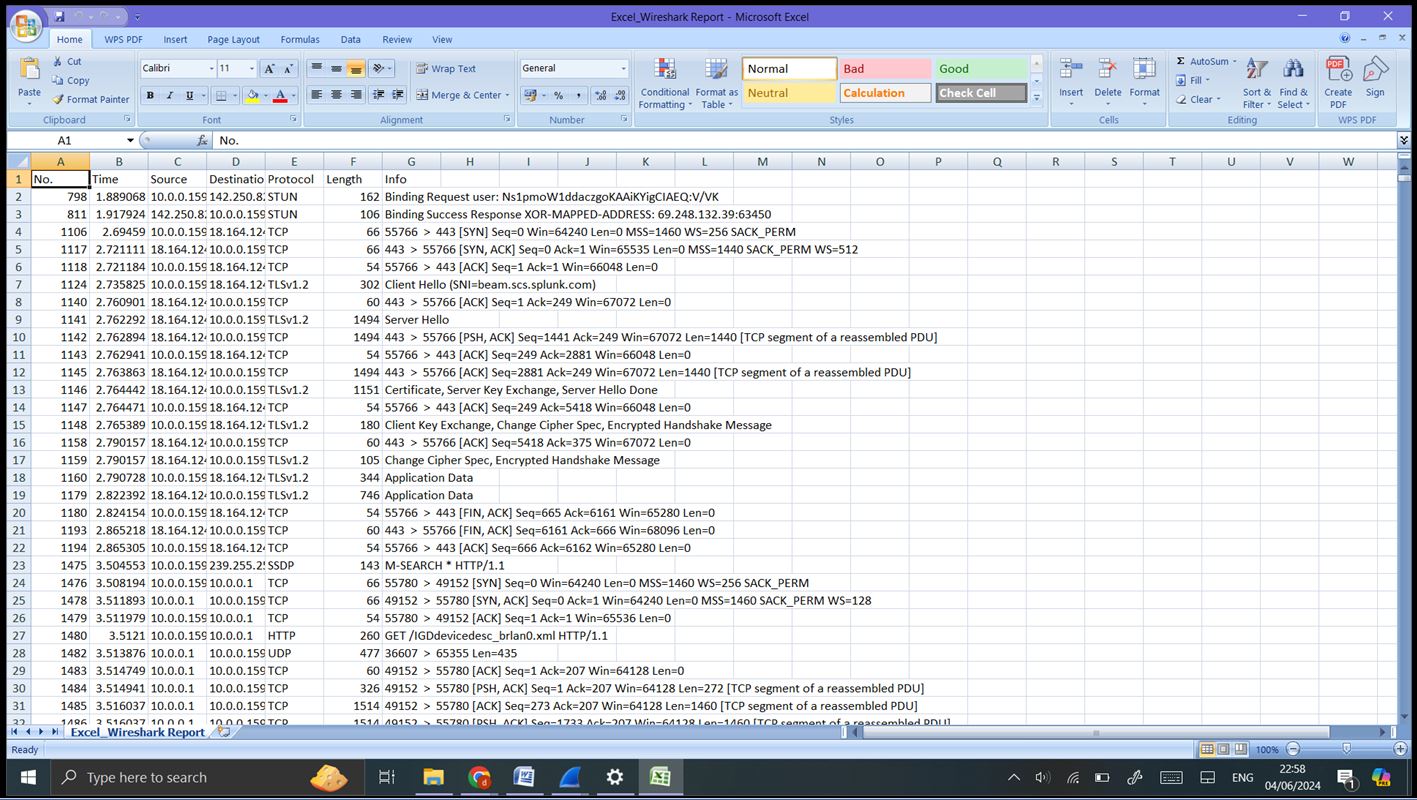 Excel_Wireshark Report - Microsoft Excel
Home WPS PDF Insert Page Layout Formulas Data Review View
Paste Cut Copy Format Painter Clipboard
Calibri 11 A A B I U A Font
Wrap Text Merge & Center Alignment
General % , Number
Conditional Formatting Format as Table Normal Bad Good Neutral Calculation Check Cell Styles
Insert Delete Format Cells
Σ AutoSum Fill Clear Sort & Filter Find & Select Editing
Create PDF Sign WPS PDF
A1 fx No.
A B C D E F G H I J K L M N O P Q R S T U V W
1 No. Time Source Destinatio Protocol Length Info
2 798 1.889068 10.0.0.159 142.250.82 STUN 162 Binding Request user: Ns1pmoW1ddaczgoKAAiKYigCIAEQ:V/VK
3 811 1.917924 142.250.82 10.0.0.159 STUN 106 Binding Success Response XOR-MAPPED-ADDRESS: 69.248.132.39:63450
4 1106 2.69459 10.0.0.159 18.164.124 TCP 66 55766 > 443 [SYN] Seq=0 Win=64240 Len=0 MSS=1460 WS=256 SACK_PERM
5 1117 2.721111 18.164.124 10.0.0.159 TCP 66 443 > 55766 [SYN, ACK] Seq=0 Ack=1 Win=65535 Len=0 MSS=1440 SACK_PERM WS=512
6 1118 2.721184 10.0.0.159 18.164.124 TCP 54 55766 > 443 [ACK] Seq=1 Ack=1 Win=66048 Len=0
7 1124 2.735825 10.0.0.159 18.164.124 TLSv1.2 302 Client Hello (SNI=beam.scs.splunk.com)
8 1140 2.760901 18.164.124 10.0.0.159 TCP 60 443 > 55766 [ACK] Seq=1 Ack=249 Win=67072 Len=0
9 1141 2.762292 18.164.124 10.0.0.159 TLSv1.2 1494 Server Hello
10 1142 2.762894 18.164.124 10.0.0.159 TCP 1494 443 > 55766 [PSH, ACK] Seq=1441 Ack=249 Win=67072 Len=1440 [TCP segment of a reassembled PDU]
11 1143 2.762941 10.0.0.159 18.164.124 TCP 54 55766 > 443 [ACK] Seq=249 Ack=2881 Win=66048 Len=0
12 1145 2.763863 18.164.124 10.0.0.159 TCP 1494 443 > 55766 [ACK] Seq=2881 Ack=249 Win=67072 Len=1440 [TCP segment of a reassembled PDU]
13 1146 2.764442 18.164.124 10.0.0.159 TLSv1.2 1151 Certificate, Server Key Exchange, Server Hello Done
14 1147 2.764471 10.0.0.159 18.164.124 TCP 54 55766 > 443 [ACK] Seq=249 Ack=5418 Win=66048 Len=0
15 1148 2.765389 10.0.0.159 18.164.124 TLSv1.2 180 Client Key Exchange, Change Cipher Spec, Encrypted Handshake Message
16 1158 2.790157 18.164.124 10.0.0.159 TCP 60 443 > 55766 [ACK] Seq=5418 Ack=375 Win=67072 Len=0
17 1159 2.790157 18.164.124 10.0.0.159 TLSv1.2 105 Change Cipher Spec, Encrypted Handshake Message
18 1160 2.790728 10.0.0.159 18.164.124 TLSv1.2 344 Application Data
19 1179 2.822392 18.164.124 10.0.0.159 TLSv1.2 746 Application Data
20 1180 2.824154 10.0.0.159 18.164.124 TCP 54 55766 > 443 [FIN, ACK] Seq=665 Ack=6161 Win=65280 Len=0
21 1193 2.865218 18.164.124 10.0.0.159 TCP 60 443 > 55766 [FIN, ACK] Seq=6161 Ack=666 Win=68096 Len=0
22 1194 2.865305 10.0.0.159 18.164.124 TCP 54 55766 > 443 [ACK] Seq=666 Ack=6162 Win=65280 Len=0
23 1475 3.504553 10.0.0.159 239.255.25 SSDP 143 M-SEARCH * HTTP/1.1
24 1476 3.508194 10.0.0.159 10.0.0.1 TCP 66 55780 > 49152 [SYN] Seq=0 Win=64240 Len=0 MSS=1460 WS=256 SACK_PERM
25 1478 3.511893 10.0.0.1 10.0.0.159 TCP 66 49152 > 55780 [SYN, ACK] Seq=0 Ack=1 Win=64240 Len=0 MSS=1460 SACK_PERM WS=128
26 1479 3.511979 10.0.0.159 10.0.0.1 TCP 54 55780 > 49152 [ACK] Seq=1 Ack=1 Win=65536 Len=0
27 1480 3.5121 10.0.0.159 10.0.0.1 HTTP 260 GET /IGDdevicedesc_brlan0.xml HTTP/1.1
28 1482 3.513876 10.0.0.1 10.0.0.159 UDP 477 36607 > 65355 Len=435
29 1483 3.514749 10.0.0.1 10.0.0.159 TCP 60 49152 > 55780 [ACK] Seq=1 Ack=207 Win=64128 Len=0
30 1484 3.514941 10.0.0.1 10.0.0.159 TCP 326 49152 > 55780 [PSH, ACK] Seq=1 Ack=207 Win=64128 Len=272 [TCP segment of a reassembled PDU]
31 1485 3.516037 10.0.0.1 10.0.0.159 TCP 1514 49152 > 55780 [ACK] Seq=273 Ack=207 Win=64128 Len=1460 [TCP segment of a reassembled PDU]
32 1486 3.516037 10.0.0.1 10.0.0.159 TCP 1514 49152 > 55780 [PSH, ACK] Seq=1733 Ack=207 Win=64128 Len=1460 [TCP segment of a reassembled PDU]
Excel_Wireshark Report
Ready 100%
Type here to search ENG 22:58
04/06/2024 1 PRE